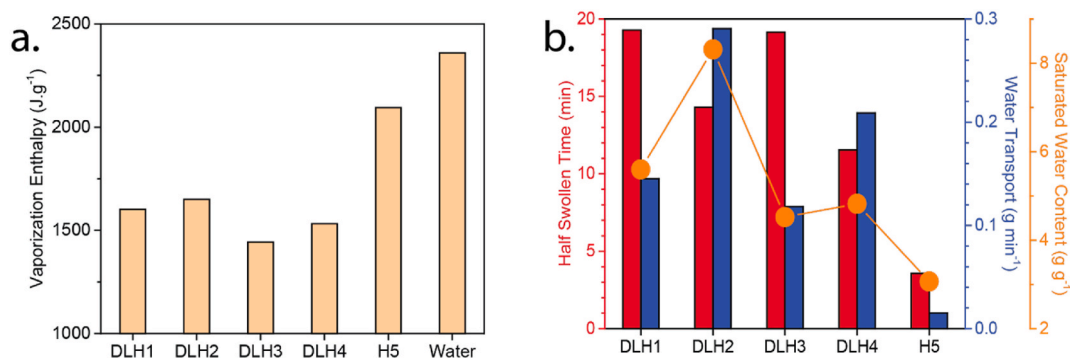 a.
Vaporization Enthalpy (J.g⁻¹)
2500
2000
1500
1000
DLH1 DLH2 DLH3 DLH4 H5 Water
b.
Half Swollen Time (min)
20
15
10
5
0
DLH1 DLH2 DLH3 DLH4 H5
0.3
0.2
0.1
0.0
Water Transport (g min⁻¹)
8
6
4
2
Saturated Water Content (g g⁻¹)